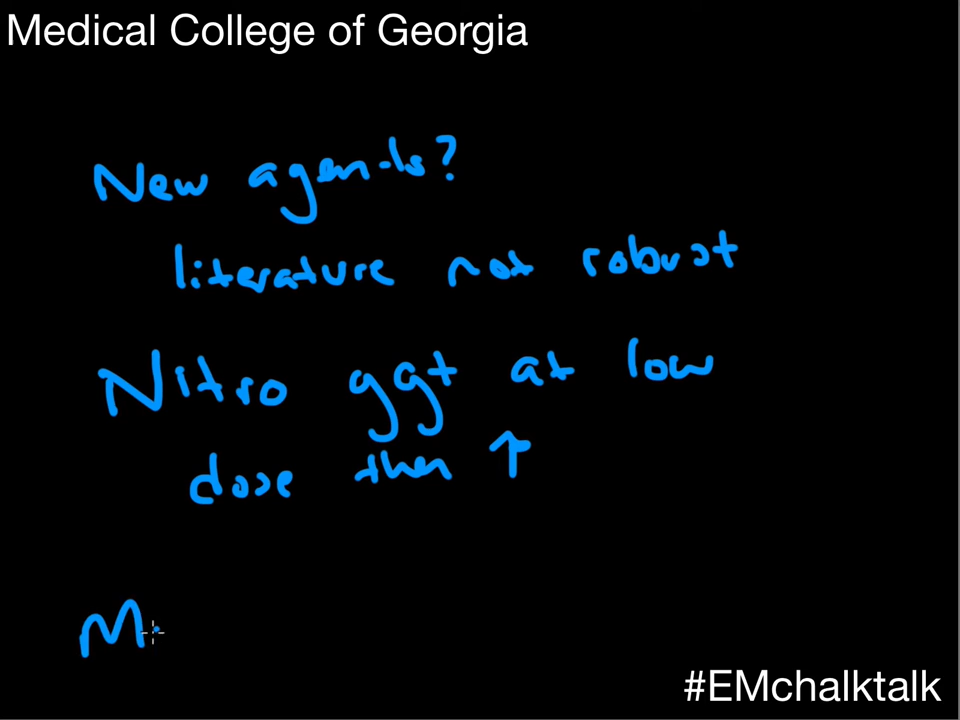 Medical College of Georgia
New agents?
literature not robust
Nitro ggt at low
dose then ↑
M
#EMchalktalk